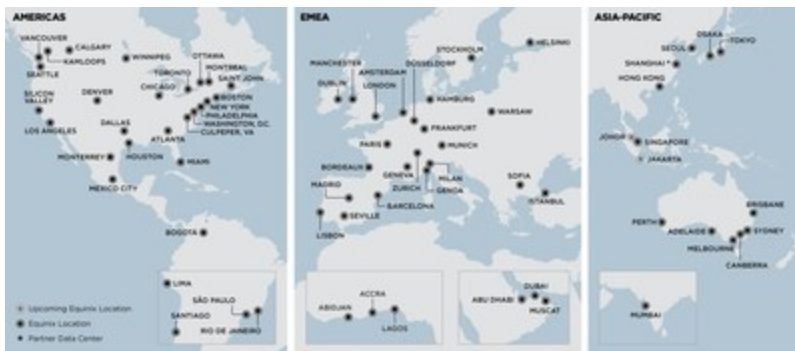 AMERICAS
VANCOUVER
CALGARY
KAMLOOPS
SEATTLE
WINNIPEG
OTTAWA
MONTREAL
TORONTO
SAINT JOHN
CHICAGO
BOSTON
NEW YORK
PHILADELPHIA
WASHINGTON, D.C.
CULPEPER, VA
SILICON
VALLEY
DENVER
LOS ANGELES
DALLAS
ATLANTA
MONTERREY
HOUSTON
MIAMI
MEXICO CITY
BOGOTÁ
LIMA
SÃO PAULO
SANTIAGO
RIO DE JANEIRO
Upcoming Equinix Location
Equinix Location
* Partner Data Center
EMEA
HELSINKI
STOCKHOLM
MANCHESTER
DÜSSELDORF
AMSTERDAM
DUBLIN
LONDON
HAMBURG
WARSAW
FRANKFURT
PARIS
MUNICH
BORDEAUX
GENEVA
MILAN
ZURICH
GENOA
MADRID
BARCELONA
SOFIA
ISTANBUL
SEVILLE
LISBON
ABIDJAN
ACCRA
LAGOS
DUBAI
ABU DHABI
MUSCAT
ASIA-PACIFIC
OSAKA
TOKYO
SEOUL
SHANGHAI *
HONG KONG
JOHOR
SINGAPORE
JAKARTA
BRISBANE
PERTH
ADELAIDE
SYDNEY
MELBOURNE
CANBERRA
MUMBAI